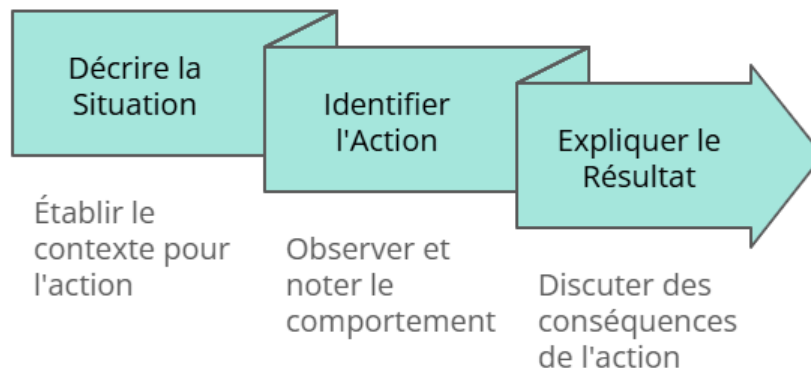 Décrire la
Situation
Établir le
contexte pour
l'action
Identifier
l'Action
Observer et
noter le
comportement
Expliquer le
Résultat
Discuter des
conséquences
de l'action